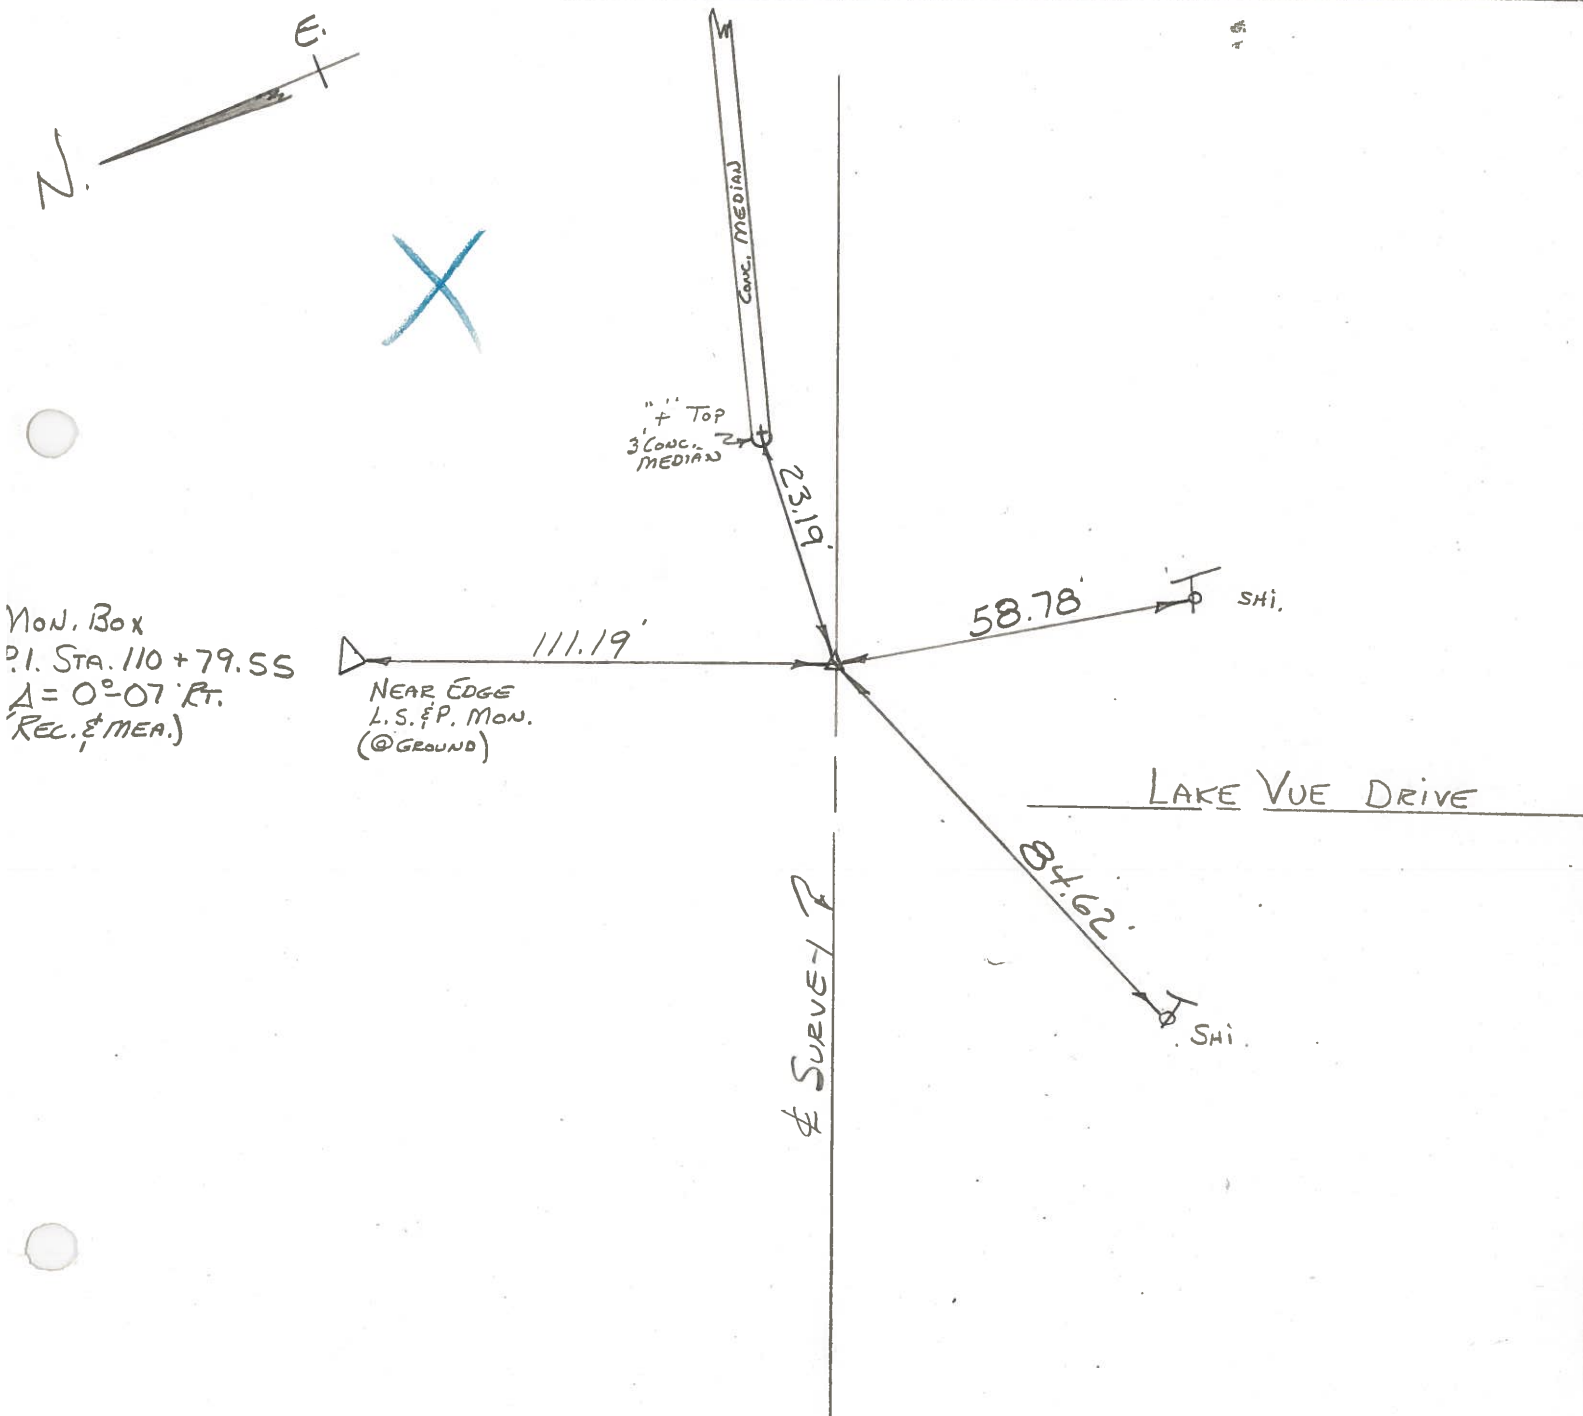 E.
N.
CONC. MEDIAN
"+" TOP
3' CONC.
MEDIAN
23.19'
58.78'
SHI.
111.19'
MON. BOX
P.I. STA. 110+79.55
Δ = 0°-07' RT.
(REC. & MEA.)
NEAR EDGE
L.S. & P. MON.
(@ GROUND)
LAKE VUE DRIVE
84.62'
SHI.
℄ SURVEY